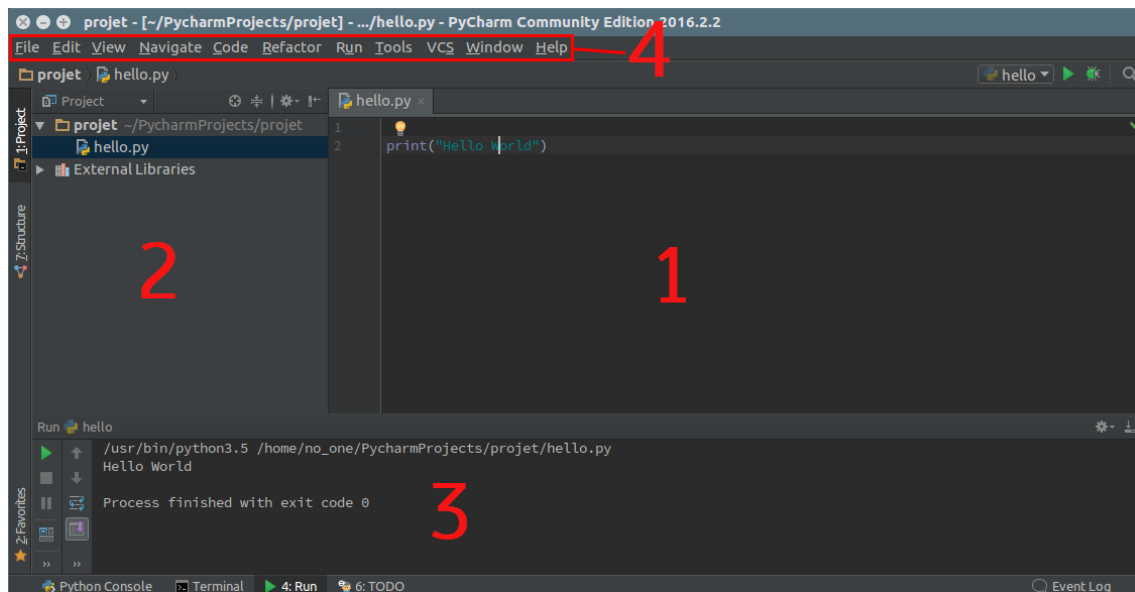 projet - [~/PycharmProjects/projet] - .../hello.py - PyCharm Community Edition 2016.2.2
File Edit View Navigate Code Refactor Run Tools VCS Window Help
4
projet hello.py
hello
1: Project
Project
hello.py
projet ~/PycharmProjects/projet
hello.py
External Libraries
1
2 print("Hello World")
7: Structure
2
1
Run hello
/usr/bin/python3.5 /home/no_one/PycharmProjects/projet/hello.py
Hello World
Process finished with exit code 0
3
2: Favorites
Python Console Terminal 4: Run 6: TODO Event Log